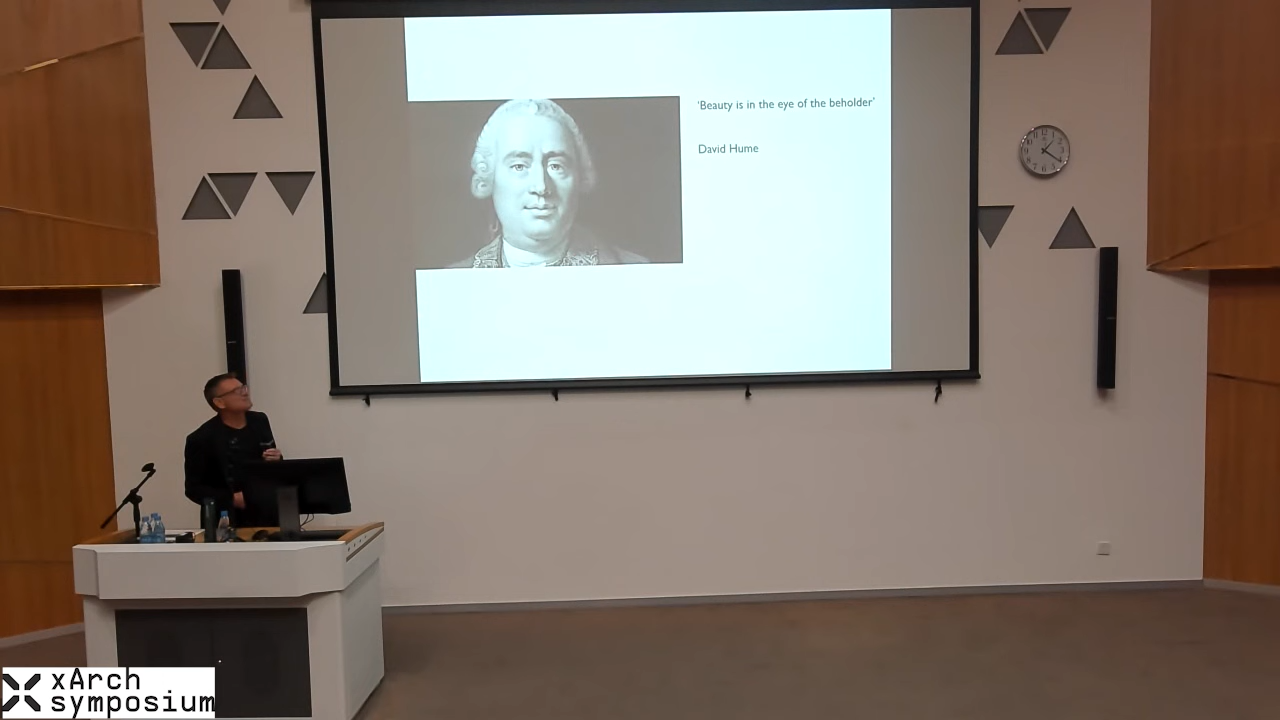 ‘Beauty is in the eye of the beholder’
David Hume
xArch
symposium